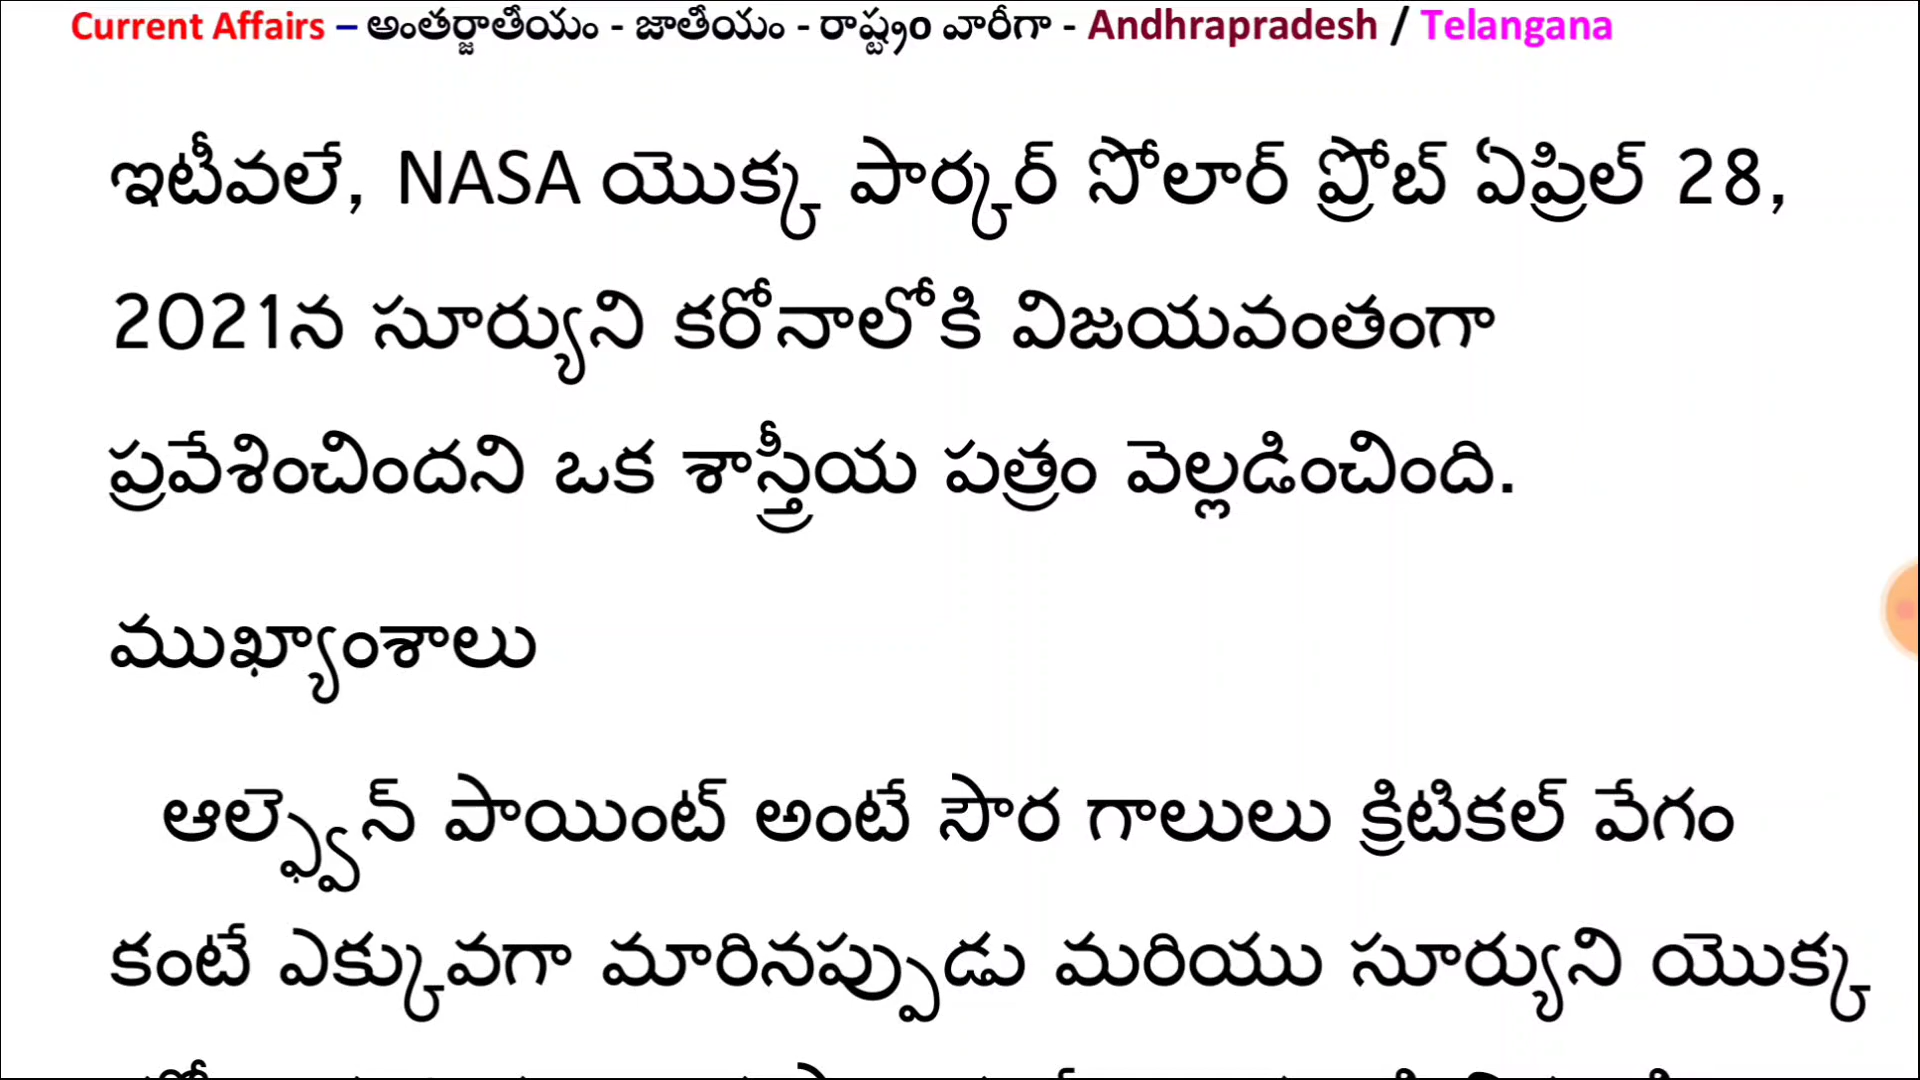 Current Affairs – అంతర్జాతీయం - జాతీయం - రాష్ట్రం వారీగా - Andhrapradesh / Telangana
ఇటీవలే, NASA యొక్క పార్కర్ సోలార్ ప్రోబ్ ఏప్రిల్ 28,
2021న సూర్యుని కరోనాలోకి విజయవంతంగా
ప్రవేశించిందని ఒక శాస్త్రీయ పత్రం వెల్లడించింది.
ముఖ్యాంశాలు
ఆల్ఫ్వెన్ పాయింట్ అంటే సౌర గాలులు క్రిటికల్ వేగం
కంటే ఎక్కువగా మారినప్పుడు మరియు సూర్యుని యొక్క